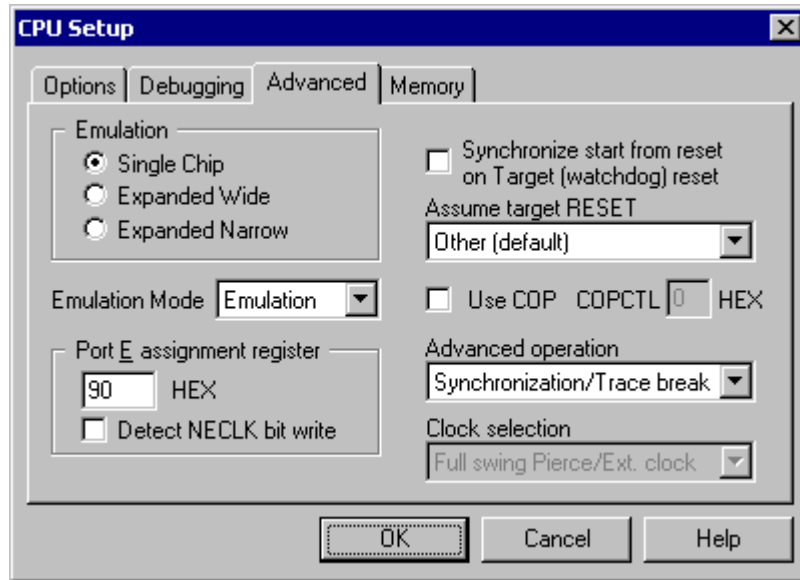 CPU Setup
Options Debugging Advanced Memory
Emulation
Single Chip
Expanded Wide
Expanded Narrow
Emulation Mode Emulation
Port E assignment register
90 HEX
Detect NECLK bit write
Synchronize start from reset
on Target (watchdog) reset
Assume target RESET
Other (default)
Use COP COPCTL 0 HEX
Advanced operation
Synchronization/Trace break
Clock selection
Full swing Pierce/Ext. clock
OK Cancel Help